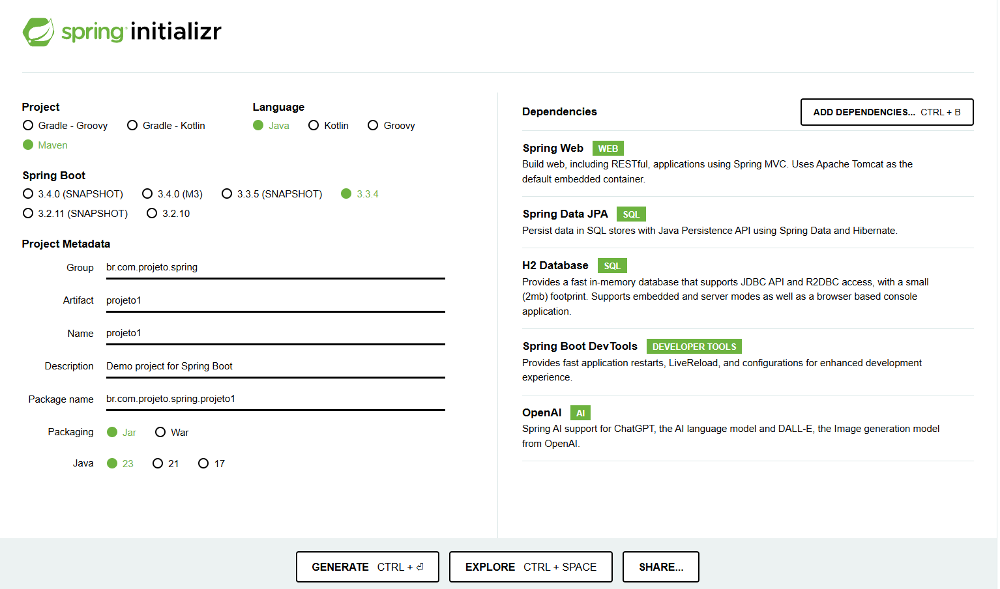 spring initializr
Project
Gradle - Groovy Gradle - Kotlin
Maven
Language
Java Kotlin Groovy
Spring Boot
3.4.0 (SNAPSHOT) 3.4.0 (M3) 3.3.5 (SNAPSHOT) 3.3.4
3.2.11 (SNAPSHOT) 3.2.10
Project Metadata
Group br.com.projeto.spring
Artifact projeto1
Name projeto1
Description Demo project for Spring Boot
Package name br.com.projeto.spring.projeto1
Packaging Jar War
Java 23 21 17
Dependencies ADD DEPENDENCIES... CTRL + B
Spring Web WEB
Build web, including RESTful, applications using Spring MVC. Uses Apache Tomcat as the
default embedded container.
Spring Data JPA SQL
Persist data in SQL stores with Java Persistence API using Spring Data and Hibernate.
H2 Database SQL
Provides a fast in-memory database that supports JDBC API and R2DBC access, with a small
(2mb) footprint. Supports embedded and server modes as well as a browser based console
application.
Spring Boot DevTools DEVELOPER TOOLS
Provides fast application restarts, LiveReload, and configurations for enhanced development
experience.
OpenAI AI
Spring AI support for ChatGPT, the AI language model and DALL-E, the Image generation model
from OpenAI.
GENERATE CTRL + ⏎ EXPLORE CTRL + SPACE SHARE...